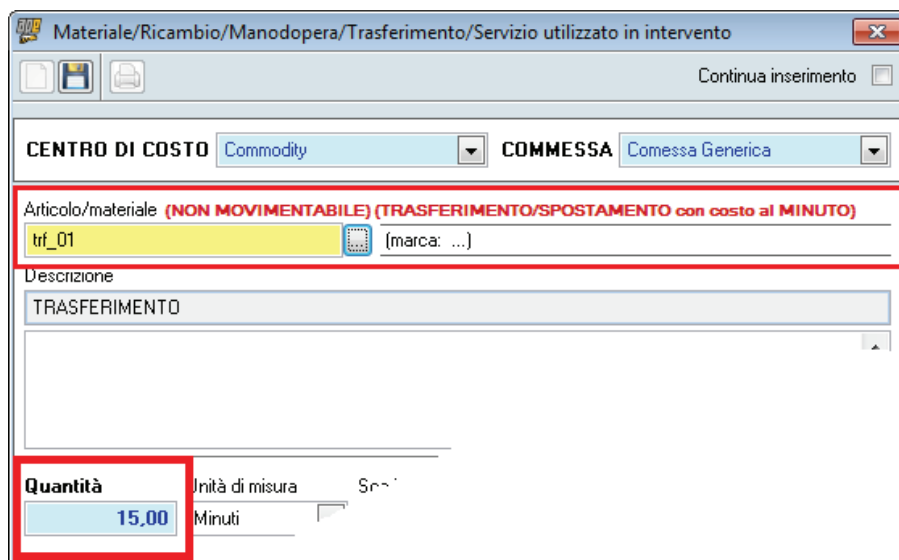 Materiale/Ricambio/Manodopera/Trasferimento/Servizio utilizzato in intervento
Continua inserimento
CENTRO DI COSTO Commodity COMMESSA Comessa Generica
Articolo/materiale (NON MOVIMENTABILE) (TRASFERIMENTO/SPOSTAMENTO con costo al MINUTO)
trf_01 ... (marca: ...)
Descrizione
TRASFERIMENTO
Quantità Unità di misura
15,00 Minuti